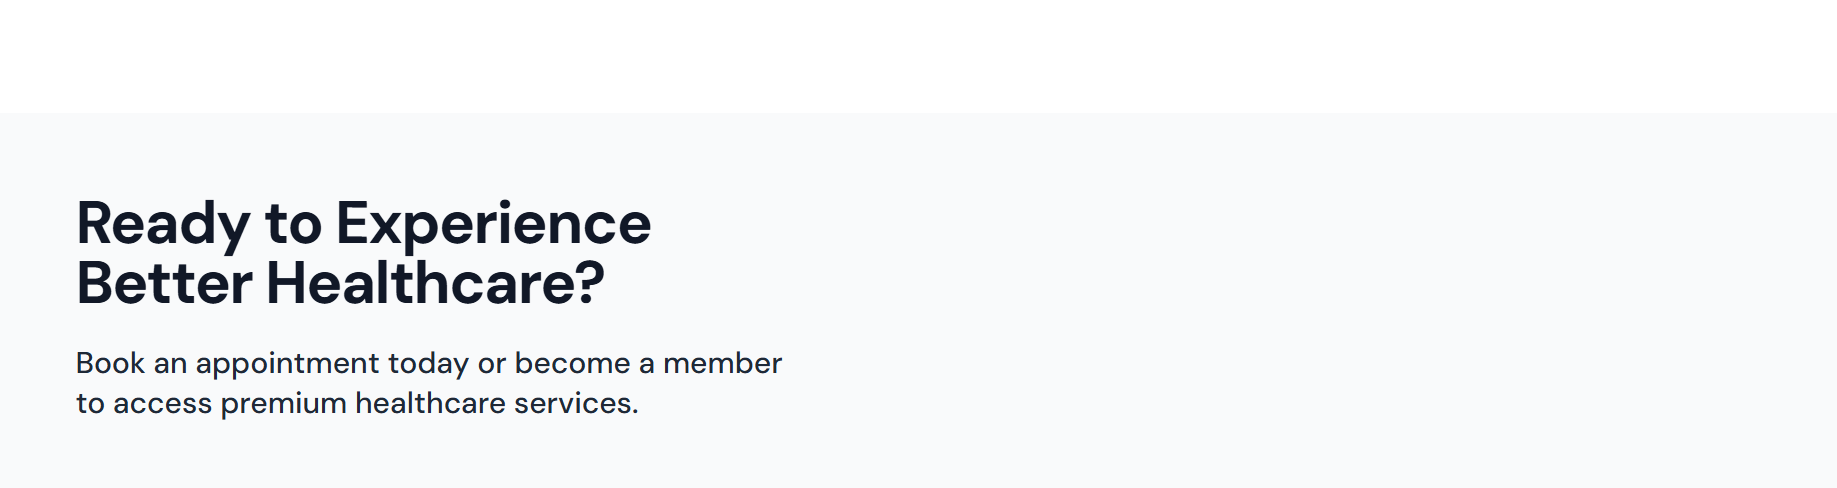 Ready to Experience
Better Healthcare?
Book an appointment today or become a member
to access premium healthcare services.